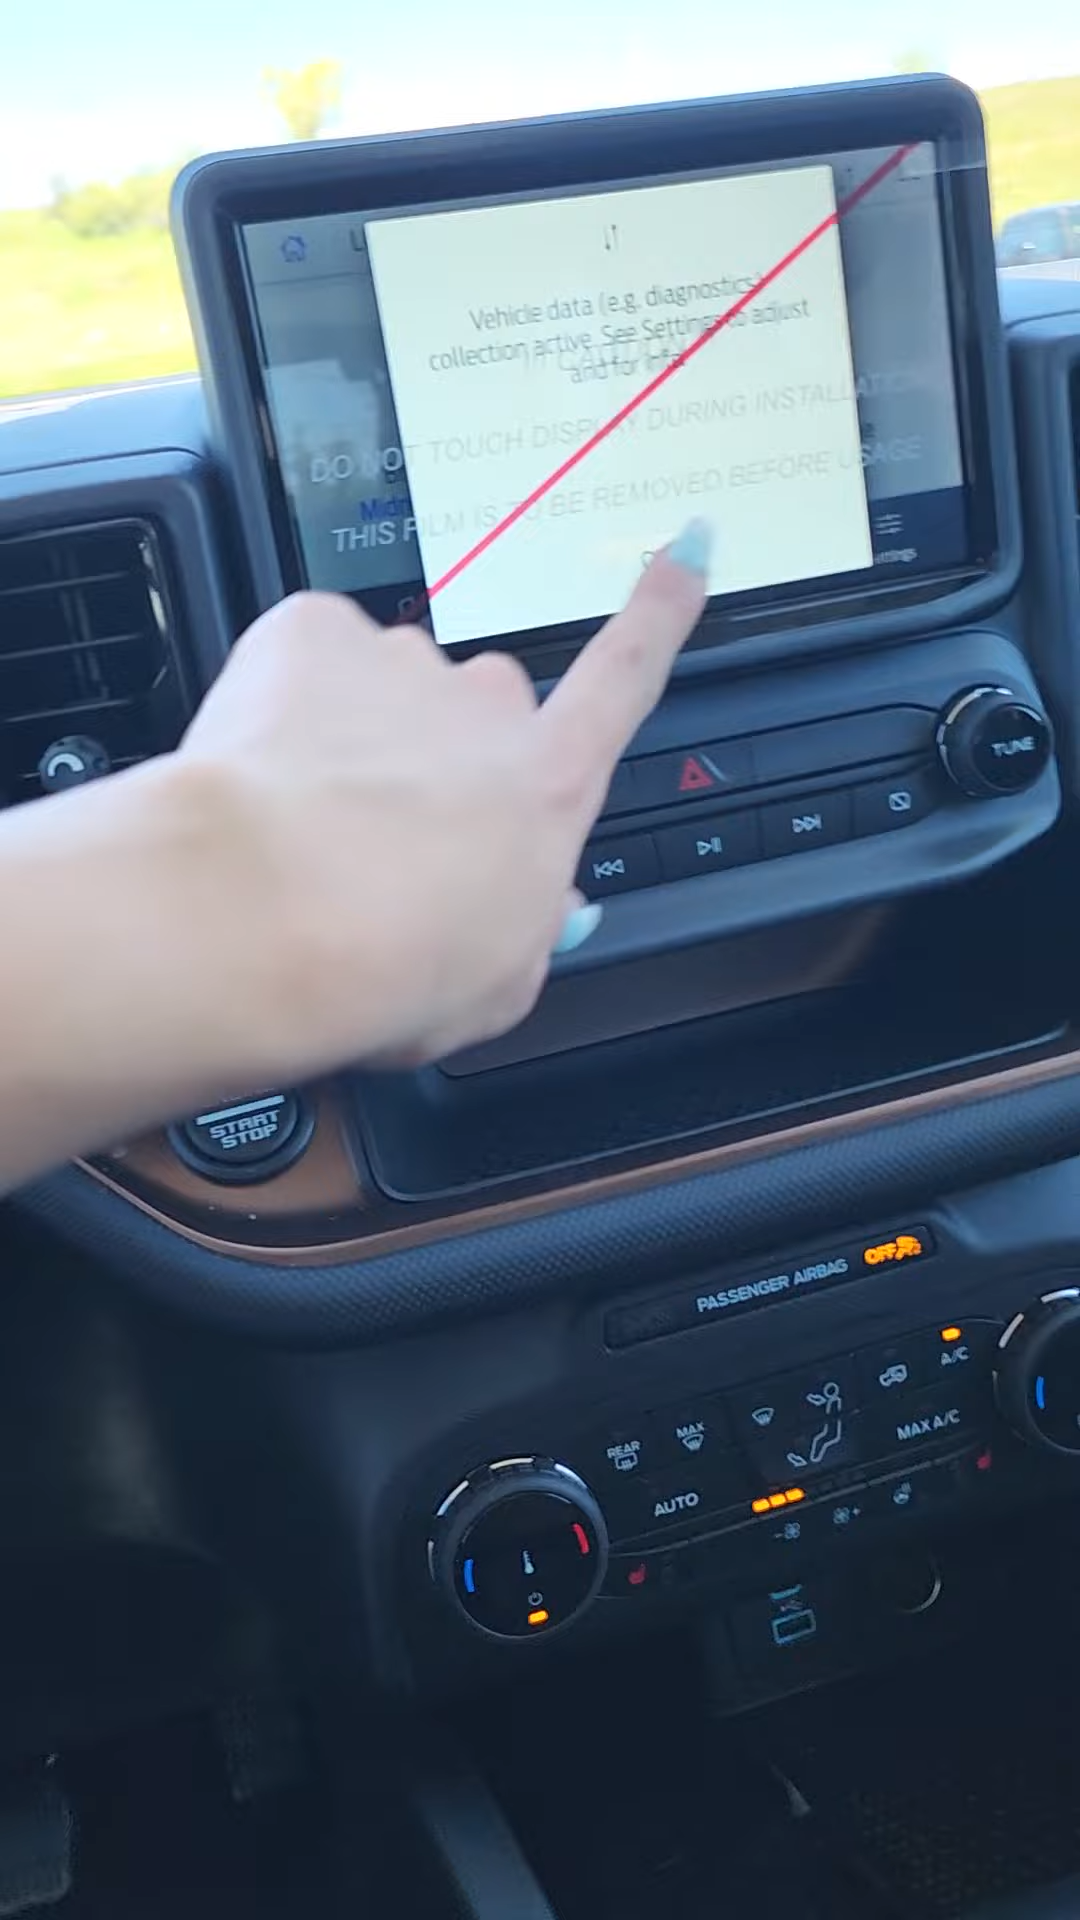 Vehicle data (e.g. diagnostics)
collection active. See Settings to adjust
and for info.
DO NOT TOUCH DISPLAY DURING INSTALLATION
THIS FILM IS TO BE REMOVED BEFORE USAGE
TUNE
START
STOP
PASSENGER AIRBAG OFF
A/C
REAR
MAX
MAX A/C
AUTO